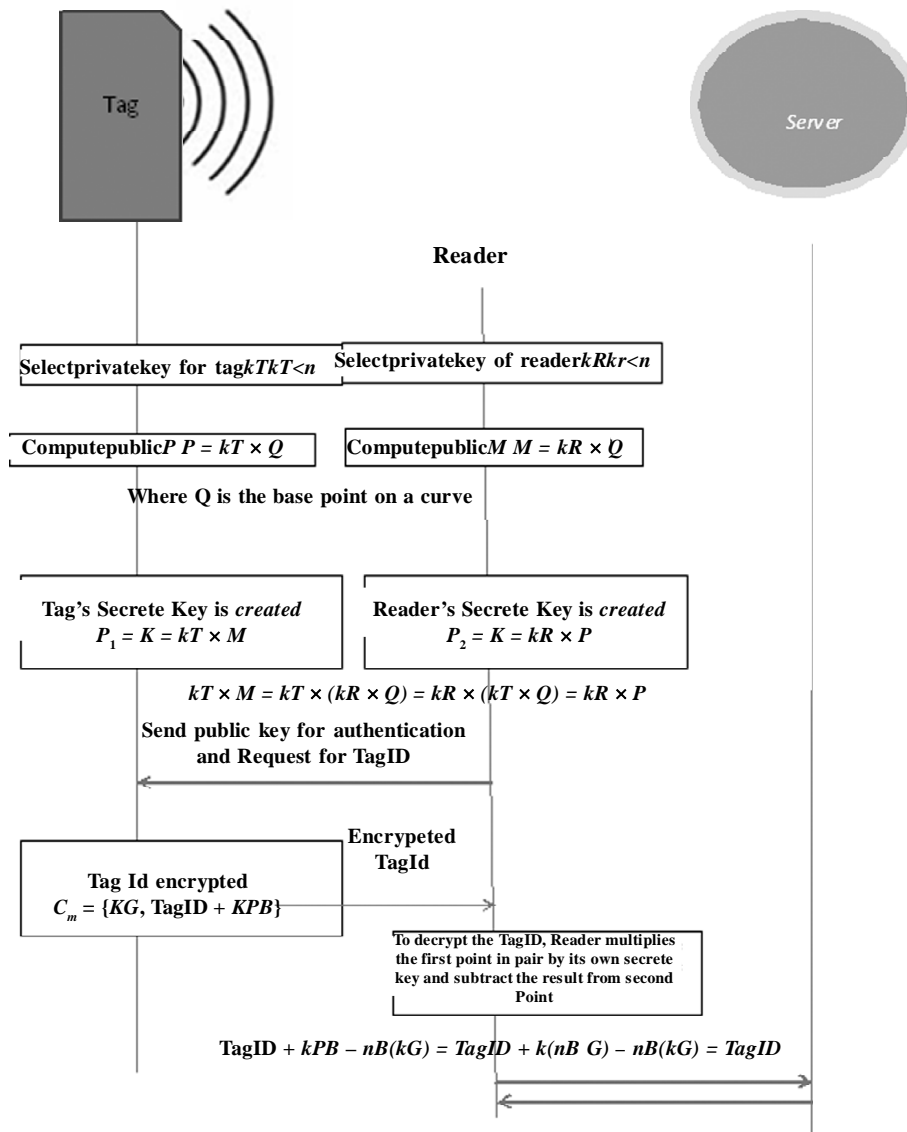 Tag
Server
Reader
Selectprivatekey for tagkTkT<n
Selectprivatekey of readerkRkr<n
ComputepublicP P = kT × Q
ComputepublicM M = kR × Q
Where Q is the base point on a curve
Tag's Secrete Key is created
P₁ = K = kT × M
Reader's Secrete Key is created
P₂ = K = kR × P
kT × M = kT × (kR × Q) = kR × (kT × Q) = kR × P
Send public key for authentication
and Request for TagID
Encrypeted
TagId
Tag Id encrypted
Cₘ = {KG, TagID + KPB}
To decrypt the TagID, Reader multiplies
the first point in pair by its own secrete
key and subtract the result from second
Point
TagID + kPB – nB(kG) = TagID + k(nB G) – nB(kG) = TagID